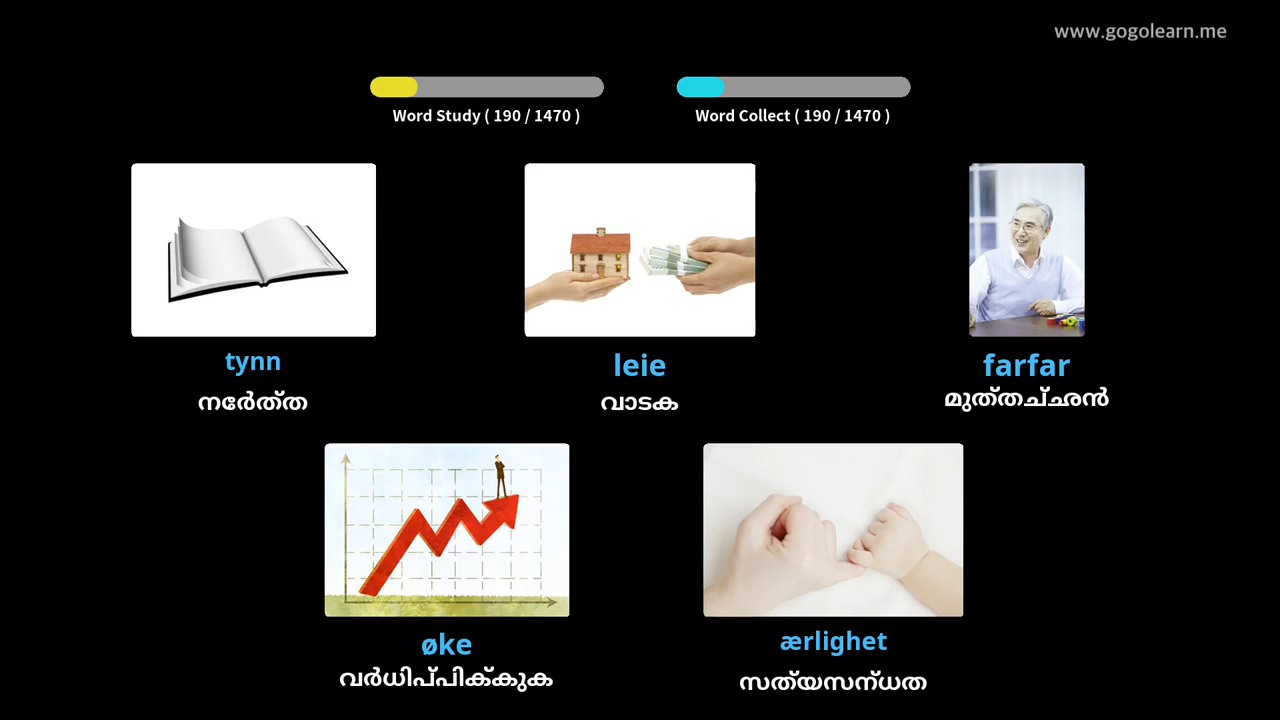 www.gogolearn.me
Word Study ( 190 / 1470 )
Word Collect ( 190 / 1470 )
tynn
നേർത്ത
leie
വാടക
farfar
മുത്തച്ഛൻ
øke
വർധിപ്പിക്കുക
ærlighet
സത്യസന്ധത